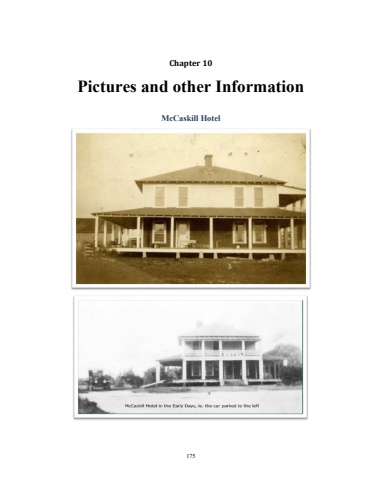 Chapter 10
Pictures and other Information
McCaskill Hotel
McCaskill Hotel in the Early Days, ie. the car parked to the left
175